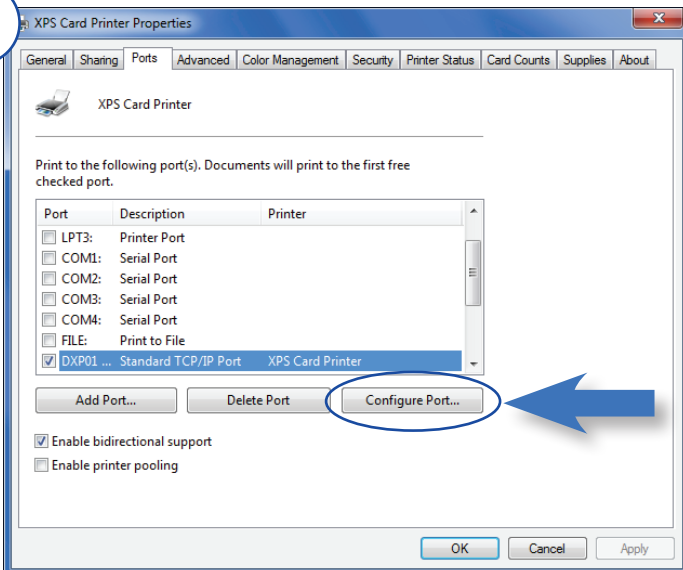 XPS Card Printer Properties
General Sharing Ports Advanced Color Management Security Printer Status Card Counts Supplies About
XPS Card Printer
Print to the following port(s). Documents will print to the first free
checked port.
Port Description Printer
LPT3: Printer Port
COM1: Serial Port
COM2: Serial Port
COM3: Serial Port
COM4: Serial Port
FILE: Print to File
DXP01 ... Standard TCP/IP Port XPS Card Printer
Add Port... Delete Port Configure Port...
Enable bidirectional support
Enable printer pooling
OK Cancel Apply